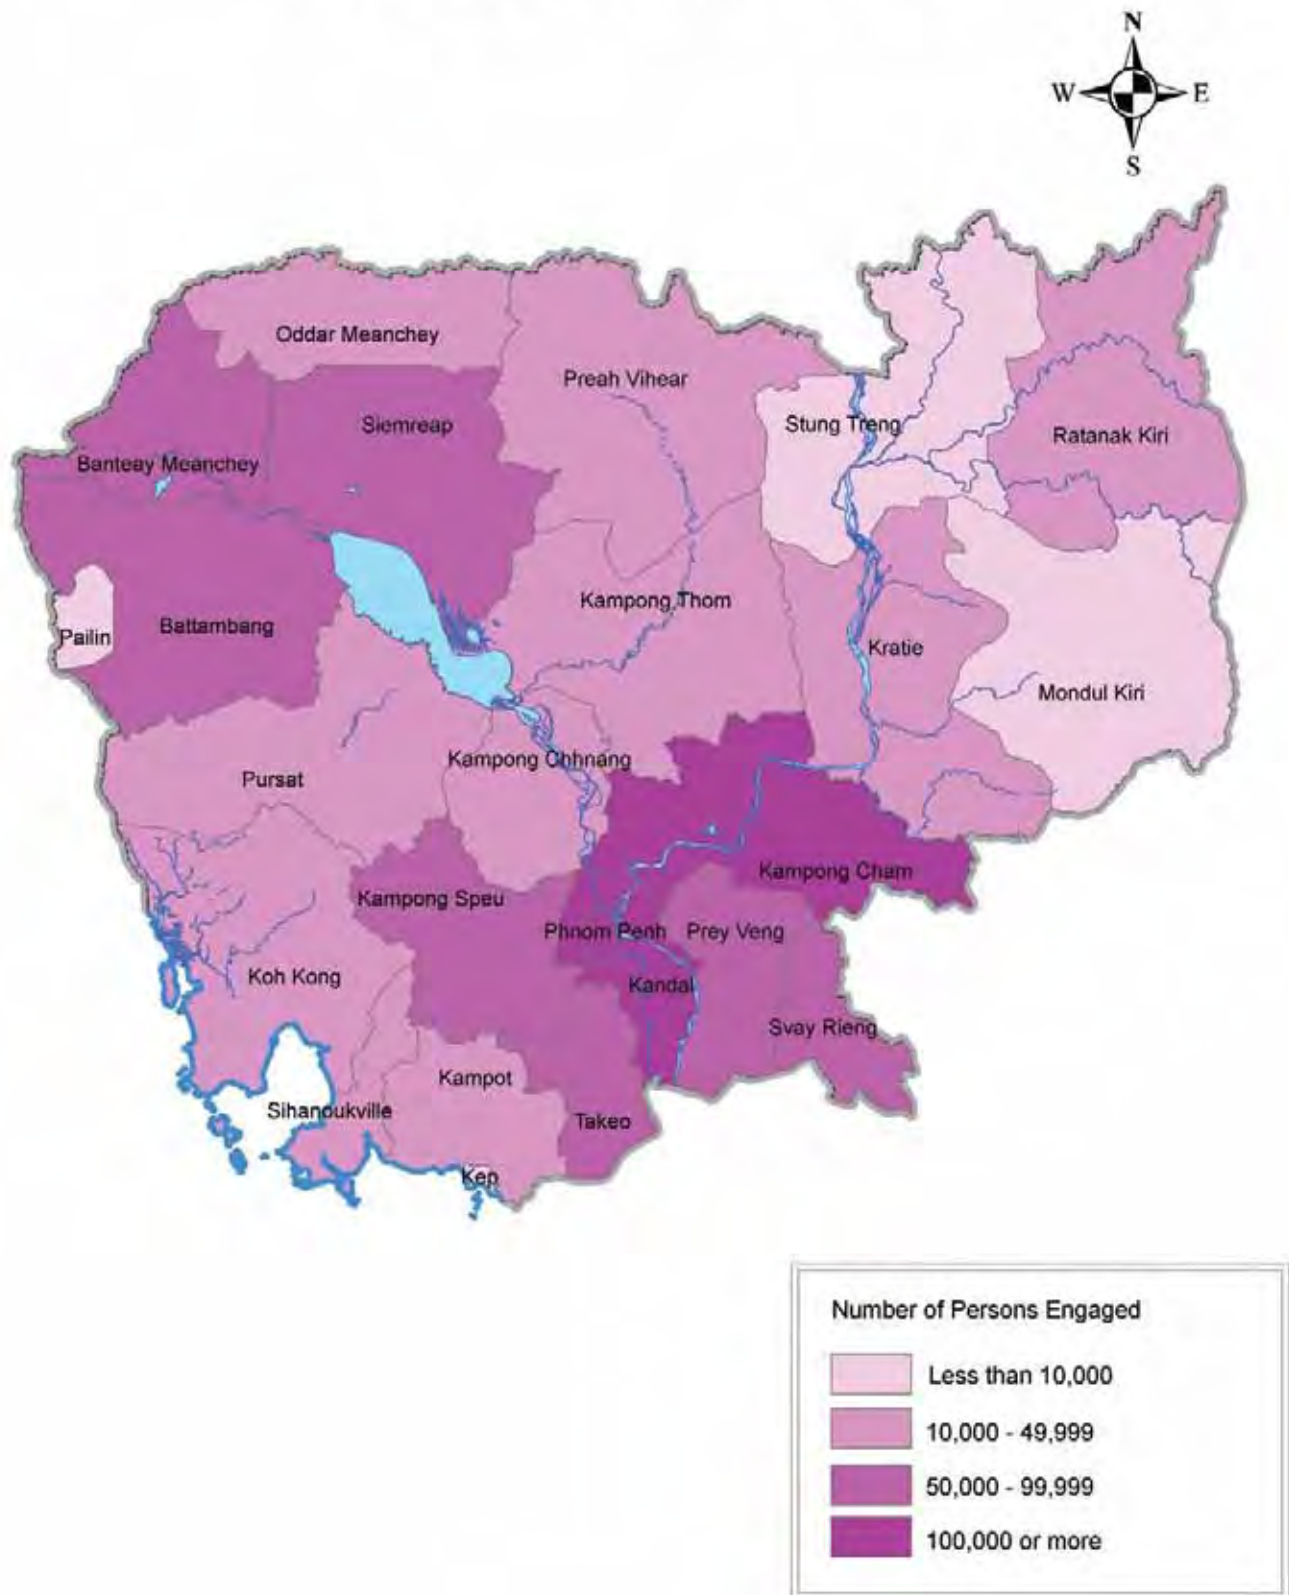 N
W E
S
Oddar Meanchey
Preah Vihear
Siemreap
Stung Treng
Ratanak Kiri
Banteay Meanchey
Kampong Thom
Battambang
Pailin
Kratie
Mondul Kiri
Kampong Chhnang
Pursat
Kampong Cham
Kampong Speu
Phnom Penh
Prey Veng
Koh Kong
Kandal
Svay Rieng
Kampot
Sihanoukville
Takeo
Kep
Number of Persons Engaged
Less than 10,000
10,000 - 49,999
50,000 - 99,999
100,000 or more